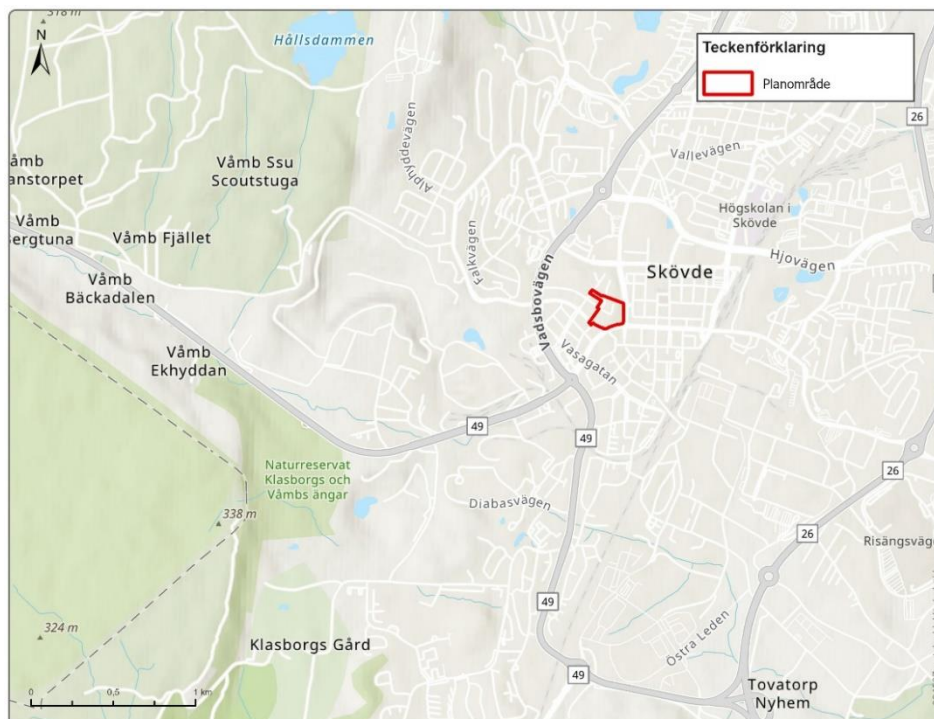 318 m
N
Hållsdammen
Teckenförklaring
Planområde
26
Alphyddevägen
Vallevägen
Våmb Ssu
Scoutstuga
Högskolan i
Skövde
Våmb
Våmb Fjället
Falkvägen
Hjovägen
Skövde
Våmb
Bäckadalen
Vadsbovägen
Vasagatan
Våmb
Ekhyddan
49
49
Naturreservat
Klasborgs och
Våmbs ängar
26
Diabasvägen
338 m
26
49
324 m
Klasborgs Gård
Östra Leden
49
Tovatorp
Nyhem
0 0,5 1 km